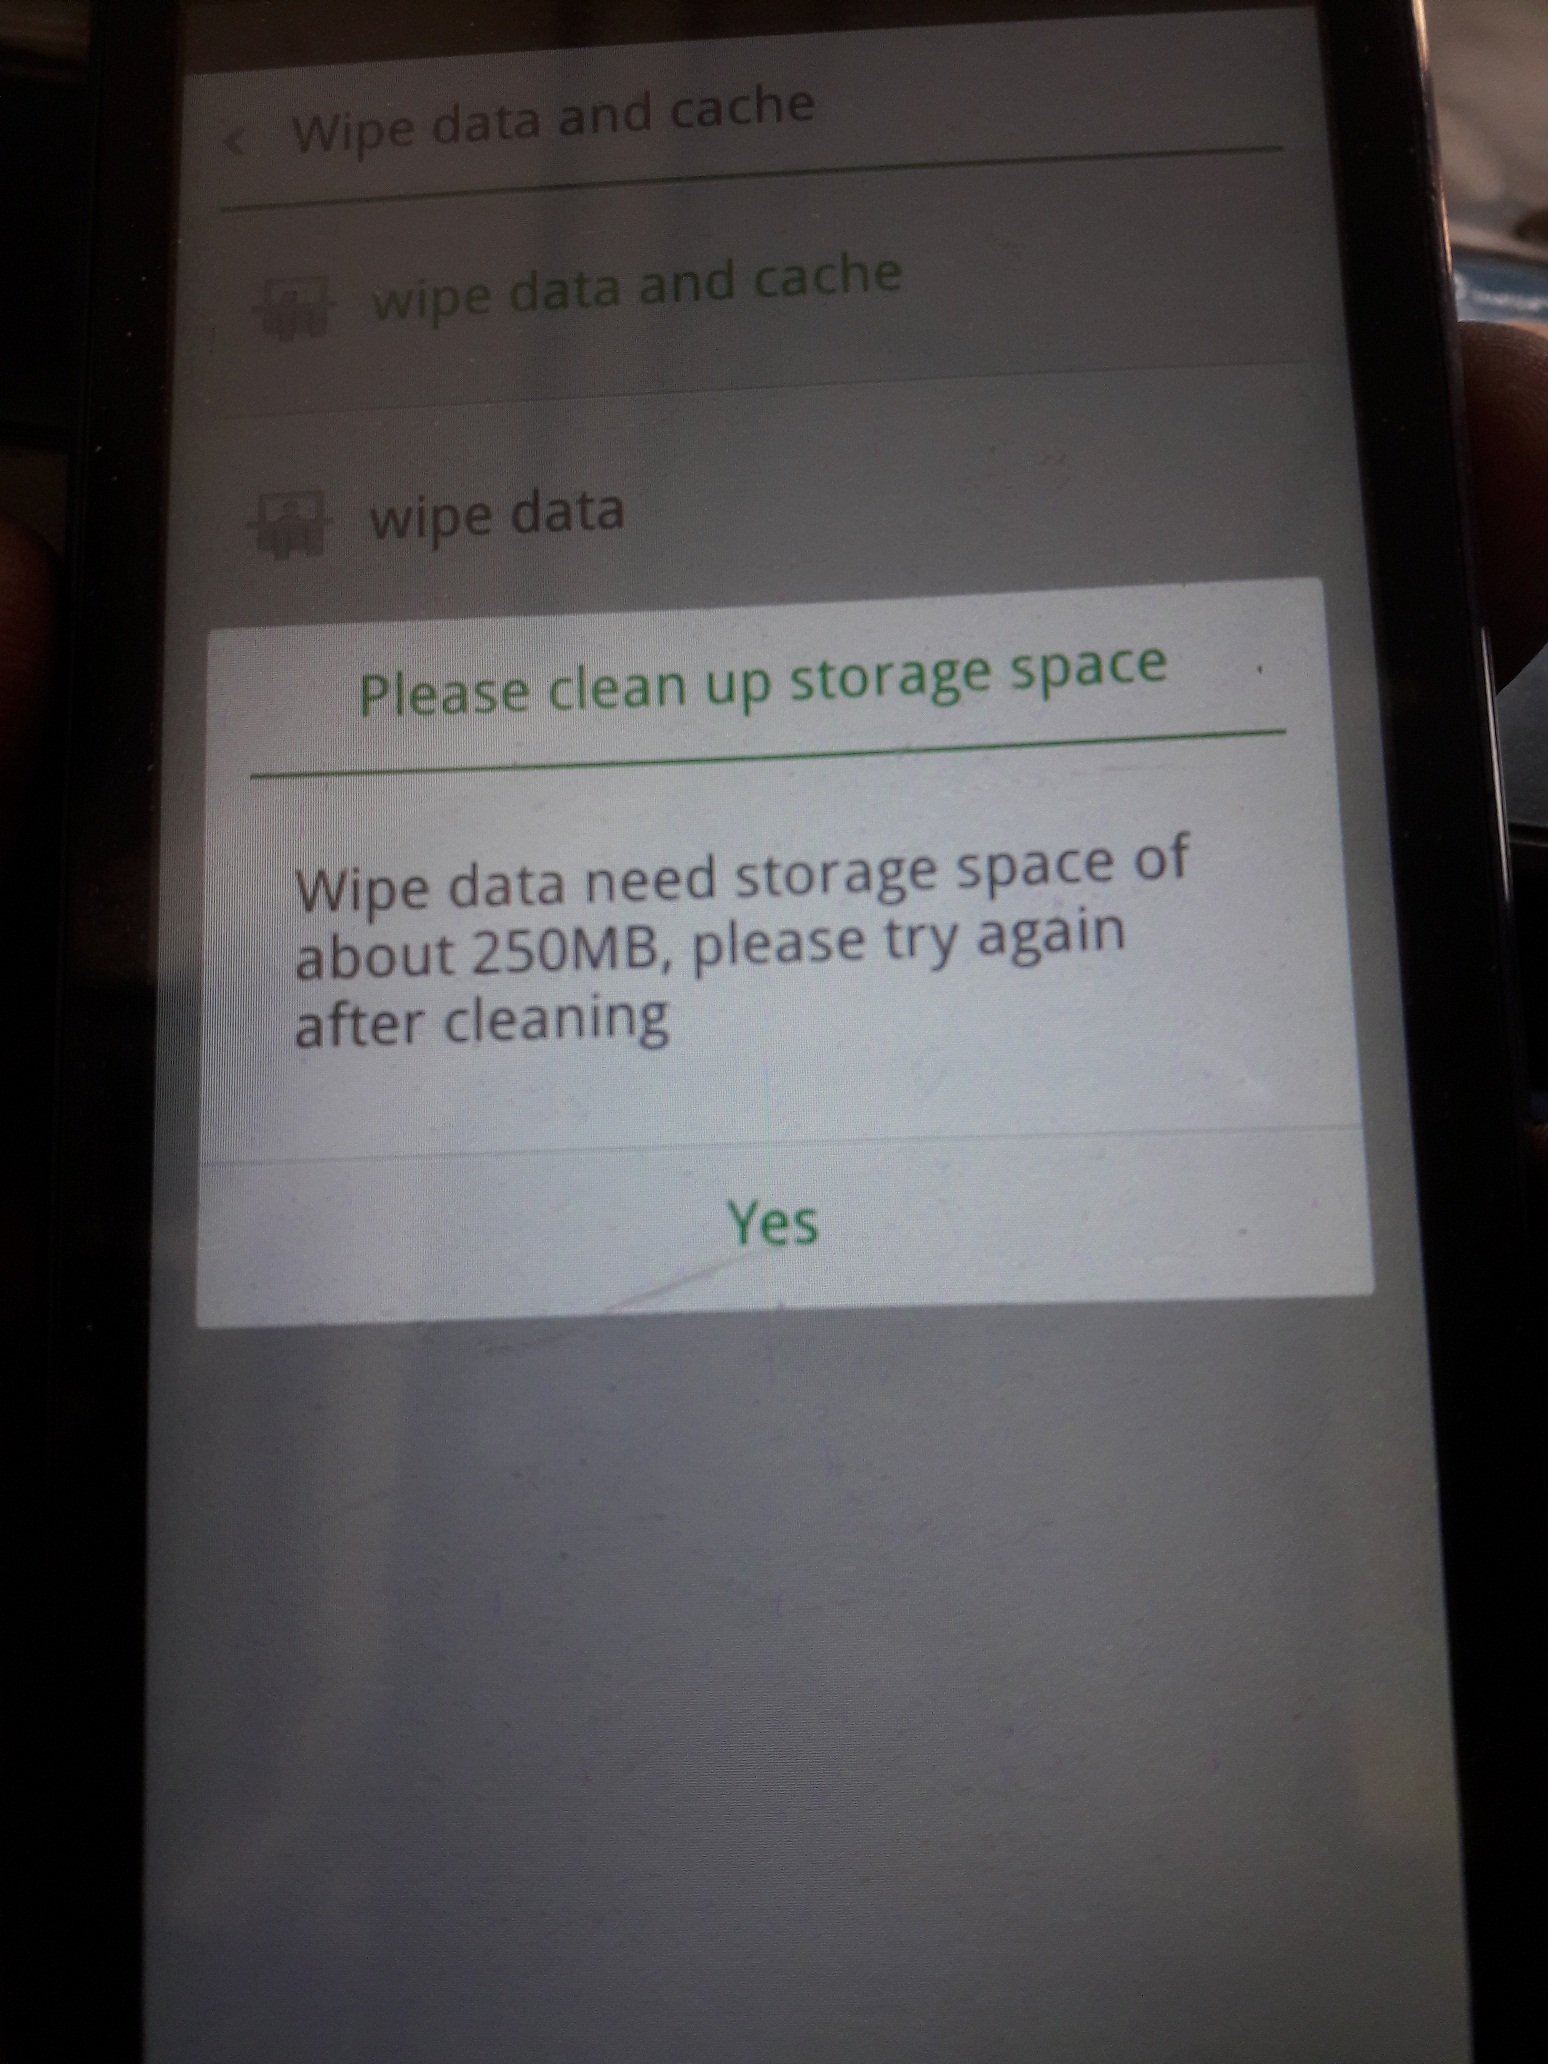 Wipe data and cache
wipe data and cache
wipe data
Please clean up storage space
Wipe data need storage space of
about 250MB, please try again
after cleaning
Yes